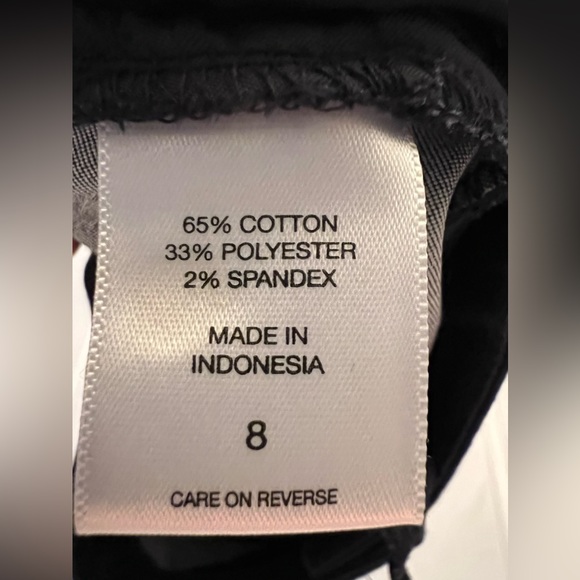 65% COTTON
33% POLYESTER
2% SPANDEX
MADE IN
INDONESIA
8
CARE ON REVERSE